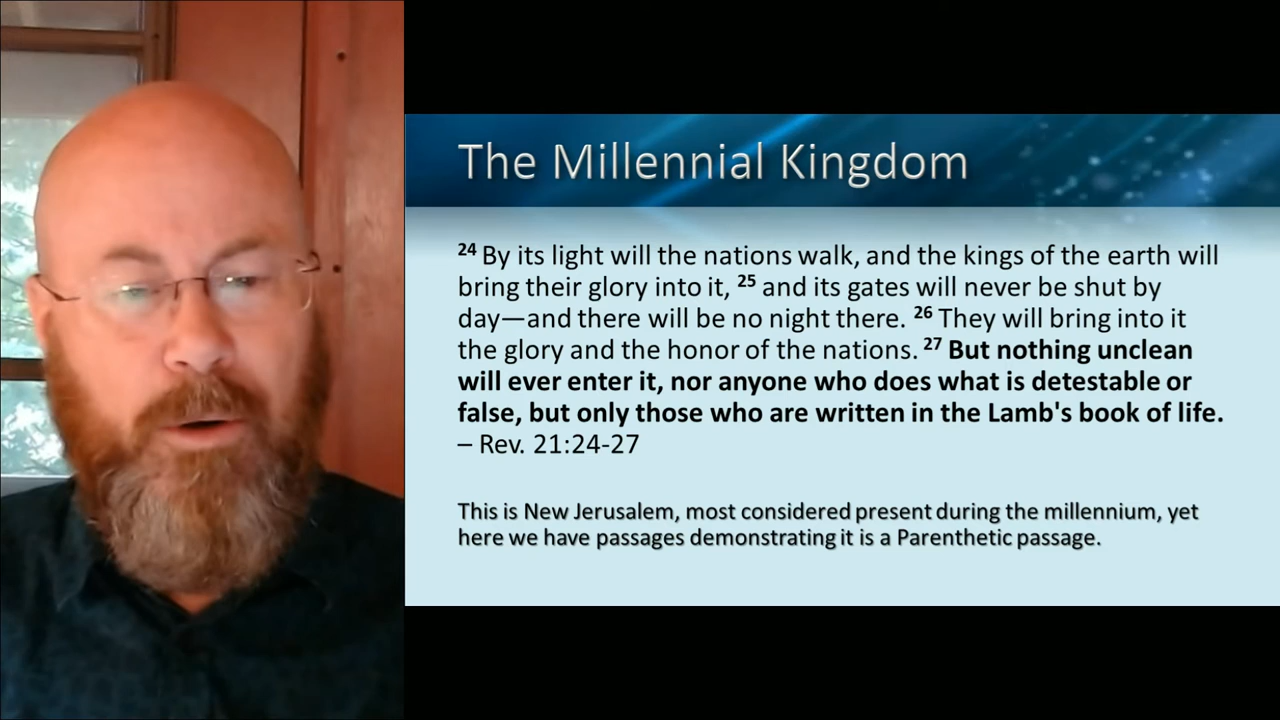 The Millennial Kingdom
24 By its light will the nations walk, and the kings of the earth will
bring their glory into it, 25 and its gates will never be shut by
day—and there will be no night there. 26 They will bring into it
the glory and the honor of the nations. 27 But nothing unclean
will ever enter it, nor anyone who does what is detestable or
false, but only those who are written in the Lamb's book of life.
– Rev. 21:24-27
This is New Jerusalem, most considered present during the millennium, yet
here we have passages demonstrating it is a Parenthetic passage.